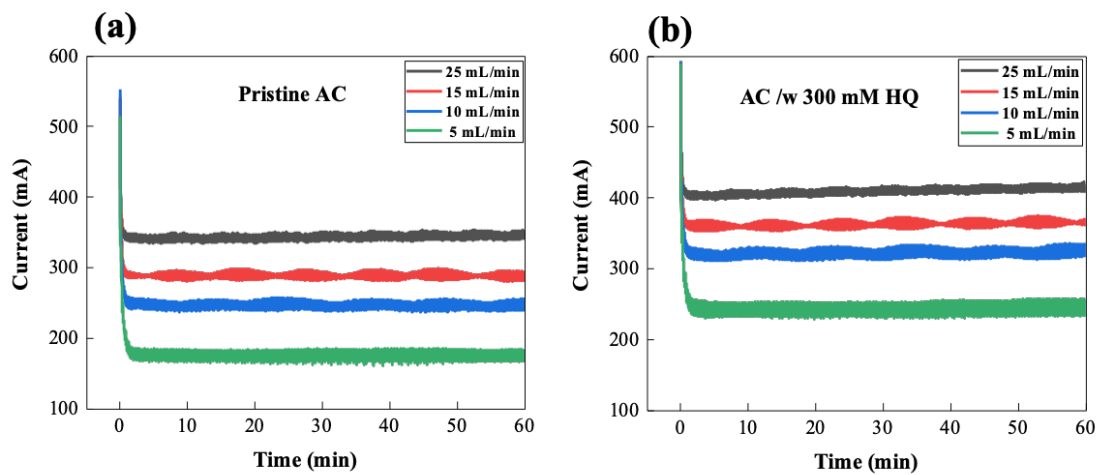 (a)
600
500
400
300
200
100
Current (mA)
Pristine AC
25 mL/min
15 mL/min
10 mL/min
5 mL/min
0
10
20
30
40
50
60
Time (min)
(b)
600
500
400
300
200
100
Current (mA)
AC /w 300 mM HQ
25 mL/min
15 mL/min
10 mL/min
5 mL/min
0
10
20
30
40
50
60
Time (min)